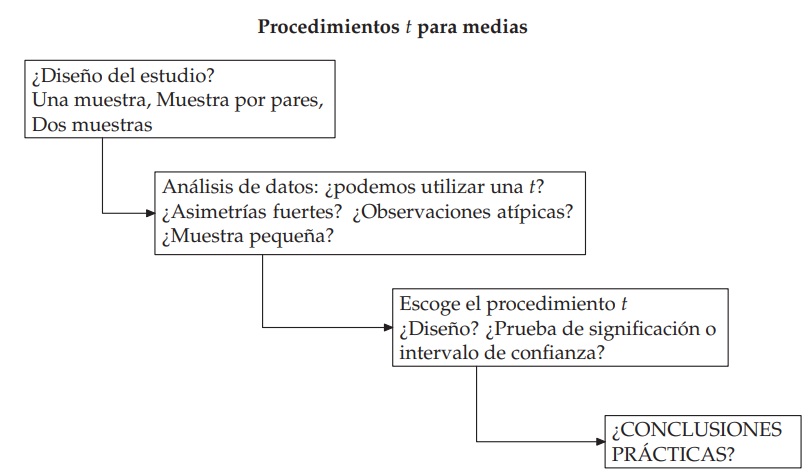 Procedimientos t para medias
¿Diseño del estudio?
Una muestra, Muestra por pares,
Dos muestras
Análisis de datos: ¿podemos utilizar una t?
¿Asimetrías fuertes? ¿Observaciones atípicas?
¿Muestra pequeña?
Escoge el procedimiento t
¿Diseño? ¿Prueba de significación o
intervalo de confianza?
¿CONCLUSIONES
PRÁCTICAS?